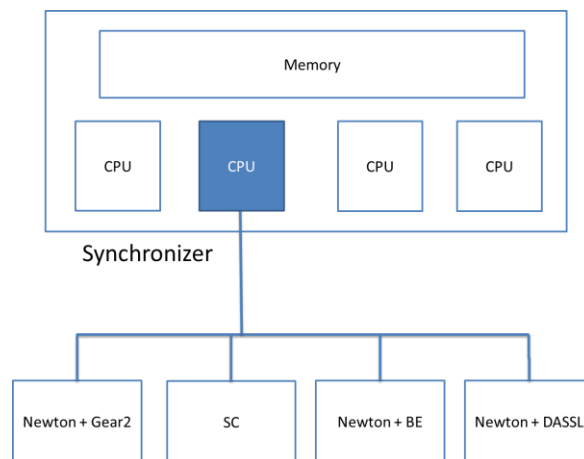 Memory
CPU
CPU
CPU
CPU
Synchronizer
Newton + Gear2
SC
Newton + BE
Newton + DASSL